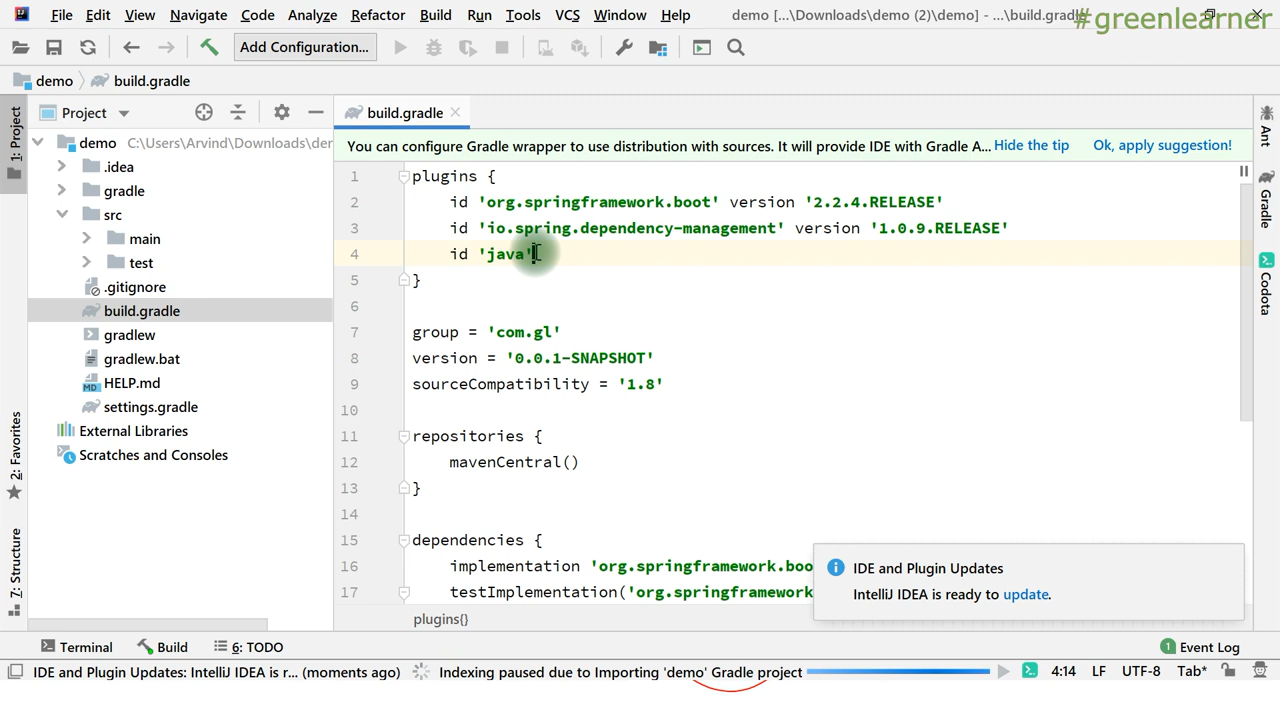 File Edit View Navigate Code Analyze Refactor Build Run Tools VCS Window Help demo [...\Downloads\demo (2)\demo] - ...\build.gradle
#greenlearner
Add Configuration...
demo build.gradle
1: Project
Project
build.gradle
demo C:\Users\Arvind\Downloads\der
.idea
gradle
src
main
test
.gitignore
build.gradle
gradlew
gradlew.bat
HELP.md
settings.gradle
External Libraries
Scratches and Consoles
2: Favorites
7: Structure
You can configure Gradle wrapper to use distribution with sources. It will provide IDE with Gradle A... Hide the tip Ok, apply suggestion!
1 plugins {
2 id 'org.springframework.boot' version '2.2.4.RELEASE'
3 id 'io.spring.dependency-management' version '1.0.9.RELEASE'
4 id 'java'
5 }
6
7 group = 'com.gl'
8 version = '0.0.1-SNAPSHOT'
9 sourceCompatibility = '1.8'
10
11 repositories {
12 mavenCentral()
13 }
14
15 dependencies {
16 implementation 'org.springframework.boo
17 testImplementation('org.springframework
plugins{}
Ant
Gradle
Codota
IDE and Plugin Updates
IntelliJ IDEA is ready to update.
Terminal Build 6: TODO 1 Event Log
IDE and Plugin Updates: IntelliJ IDEA is r... (moments ago) Indexing paused due to Importing 'demo' Gradle project 4:14 LF UTF-8 Tab*